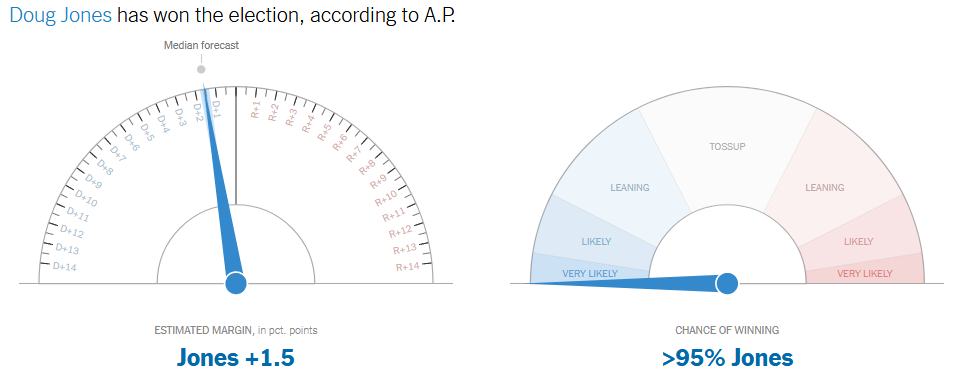 Doug Jones has won the election, according to A.P.
Median forecast
D+14
D+13
D+12
D+11
D+10
D+9
D+8
D+7
D+6
D+5
D+4
D+3
D+2
D+1
R+1
R+2
R+3
R+4
R+5
R+6
R+7
R+8
R+9
R+10
R+11
R+12
R+13
R+14
ESTIMATED MARGIN, in pct. points
Jones +1.5
TOSSUP
LEANING
LEANING
LIKELY
LIKELY
VERY LIKELY
VERY LIKELY
CHANCE OF WINNING
>95% Jones